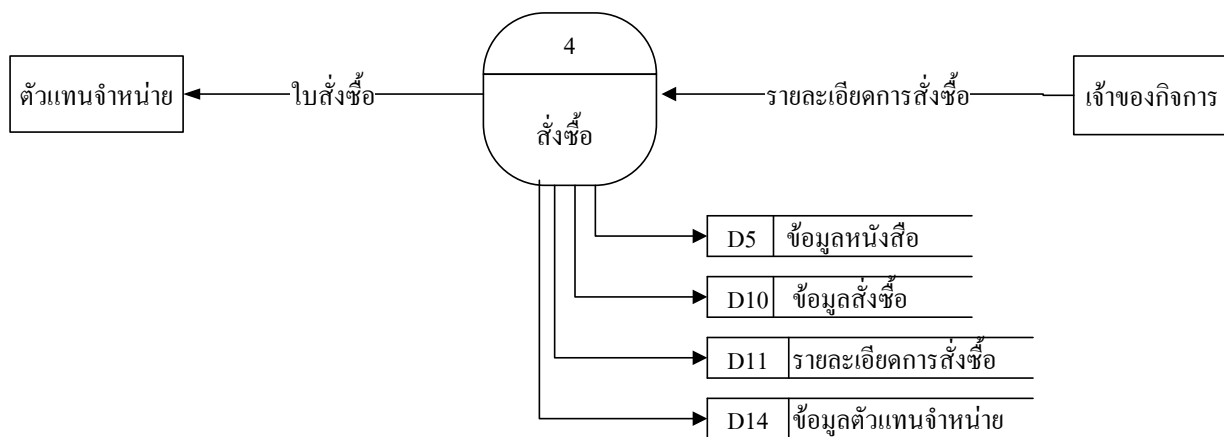 4
ตัวแทนจำหน่าย
ใบสั่งซื้อ
รายละเอียดการสั่งซื้อ
เจ้าของกิจการ
สั่งซื้อ
D5 ข้อมูลหนังสือ
D10 ข้อมูลสั่งซื้อ
D11 รายละเอียดการสั่งซื้อ
D14 ข้อมูลตัวแทนจำหน่าย